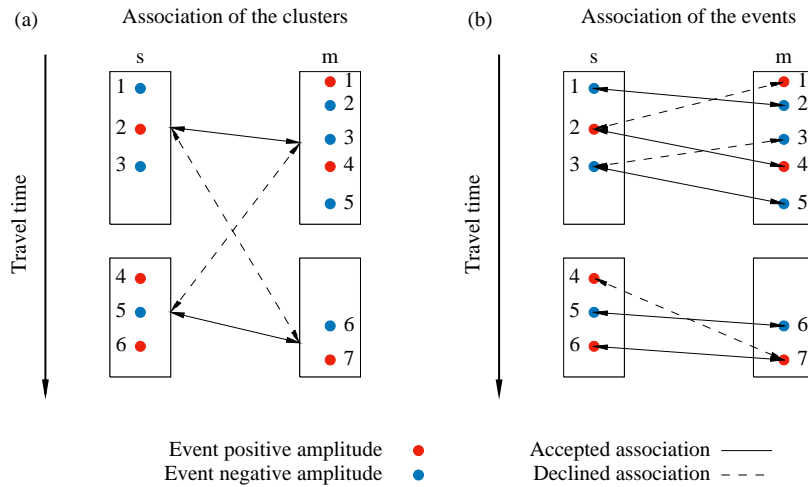 (a) Association of the clusters
(b) Association of the events
s m
s m
Travel time
1
2
3
4
5
6
1
2
3
4
5
6
7
Travel time
1
2
3
4
5
6
1
2
3
4
5
6
7
Event positive amplitude
Event negative amplitude
Accepted association
Declined association